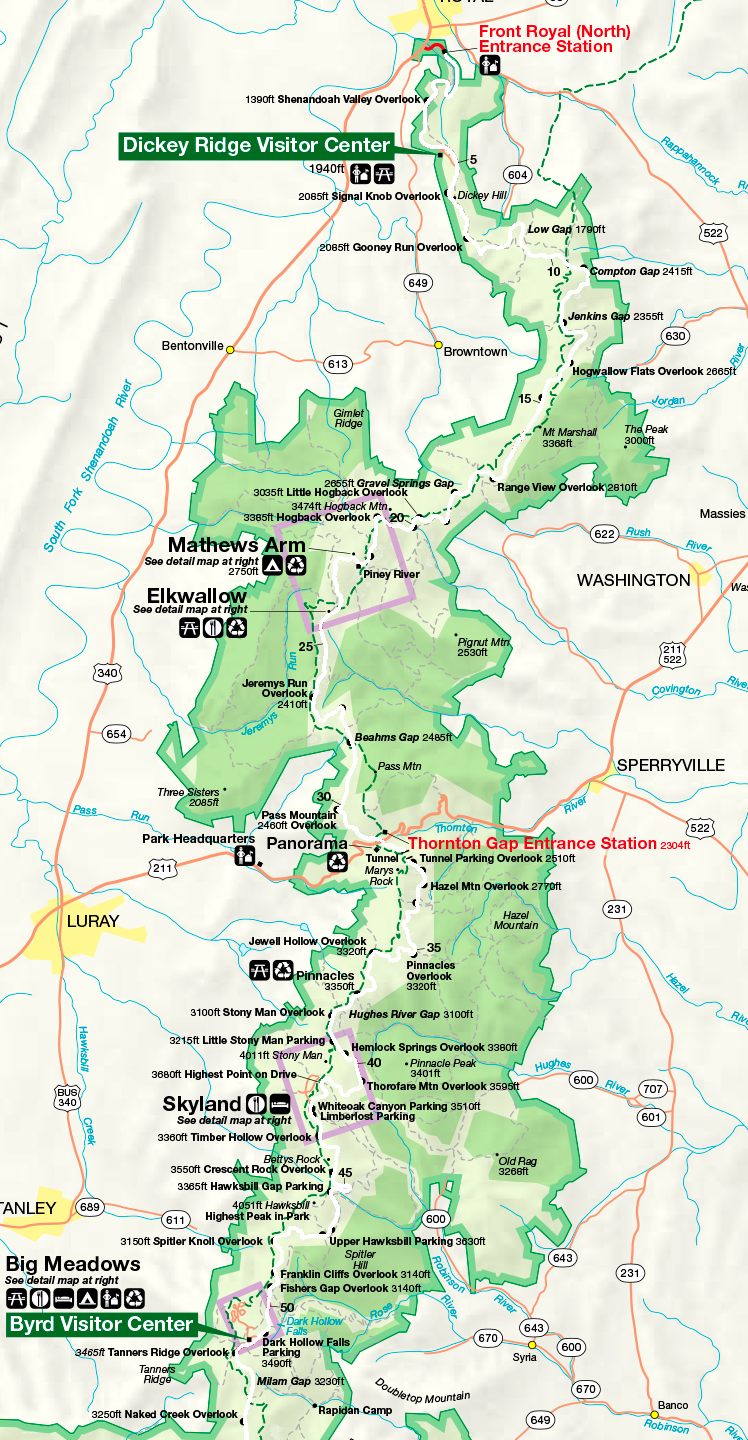 ROYAL
Front Royal (North)
Entrance Station
1390ft Shenandoah Valley Overlook
Dickey Ridge Visitor Center
1940ft
5
604
Rappahannock
2085ft Signal Knob Overlook
Dickey Hill
522
Low Gap 1790ft
2085ft Gooney Run Overlook
10
Compton Gap 2415ft
649
Jenkins Gap 2355ft
630
River
Bentonville
Browntown
613
Hogwallow Flats Overlook 2665ft
15
Jordan
South Fork Shenandoah River
Gimlet
Ridge
Mt Marshall
3368ft
The Peak
3000ft
2655ft Gravel Springs Gap
3035ft Little Hogback Overlook
Range View Overlook 2810ft
3474ft Hogback Mtn
3385ft Hogback Overlook
20
Massies
622
Rush
River
Mathews Arm
See detail map at right
2750ft
Piney River
WASHINGTON
Elkwallow
See detail map at right
Pignut Mtn
2530ft
25
Run
211
522
340
Jeremys Run
Overlook
2410ft
Covington
River
Jeremys
654
Beahms Gap 2485ft
Pass Mtn
SPERRYVILLE
Three Sisters
2085ft
30
Pass
Run
Pass Mountain
2460ft Overlook
River
Thornton
522
Park Headquarters
Panorama
Thornton Gap Entrance Station 2304ft
211
Tunnel
Tunnel Parking Overlook 2510ft
Marys
Rock
Hazel Mtn Overlook 2770ft
LURAY
231
Hazel
Mountain
Jewell Hollow Overlook
3320ft
35
Pinnacles
Overlook
3320ft
Pinnacles
3350ft
Hazel
River
3100ft Stony Man Overlook
Hughes River Gap 3100ft
Hawksbill
Creek
3215ft Little Stony Man Parking
Hemlock Springs Overlook 3380ft
4011ft Stony Man
40
Pinnacle Peak
3401ft
3680ft Highest Point on Drive
Hughes
River
600
707
601
Thorofare Mtn Overlook 3595ft
BUS
340
Skyland
See detail map at right
Whiteoak Canyon Parking 3510ft
Limberlost Parking
3360ft Timber Hollow Overlook
Bettys Rock
Old Rag
3268ft
3550ft Crescent Rock Overlook
45
3365ft Hawksbill Gap Parking
4051ft Hawksbill
Highest Peak in Park
STANLEY
689
611
600
3150ft Spitler Knoll Overlook
Upper Hawksbill Parking 3630ft
Spitler
Hill
643
231
Big Meadows
See detail map at right
Franklin Cliffs Overlook 3140ft
Fishers Gap Overlook 3140ft
Robinson
River
River
50
Rose
Dark Hollow
Falls
Byrd Visitor Center
643
670
600
3465ft Tanners Ridge Overlook
Dark Hollow Falls
Parking
3490ft
Syria
Tanners
Ridge
Milam Gap 3230ft
670
Doubletop Mountain
3250ft Naked Creek Overlook
Rapidan Camp
649
Banco
Robinson
River